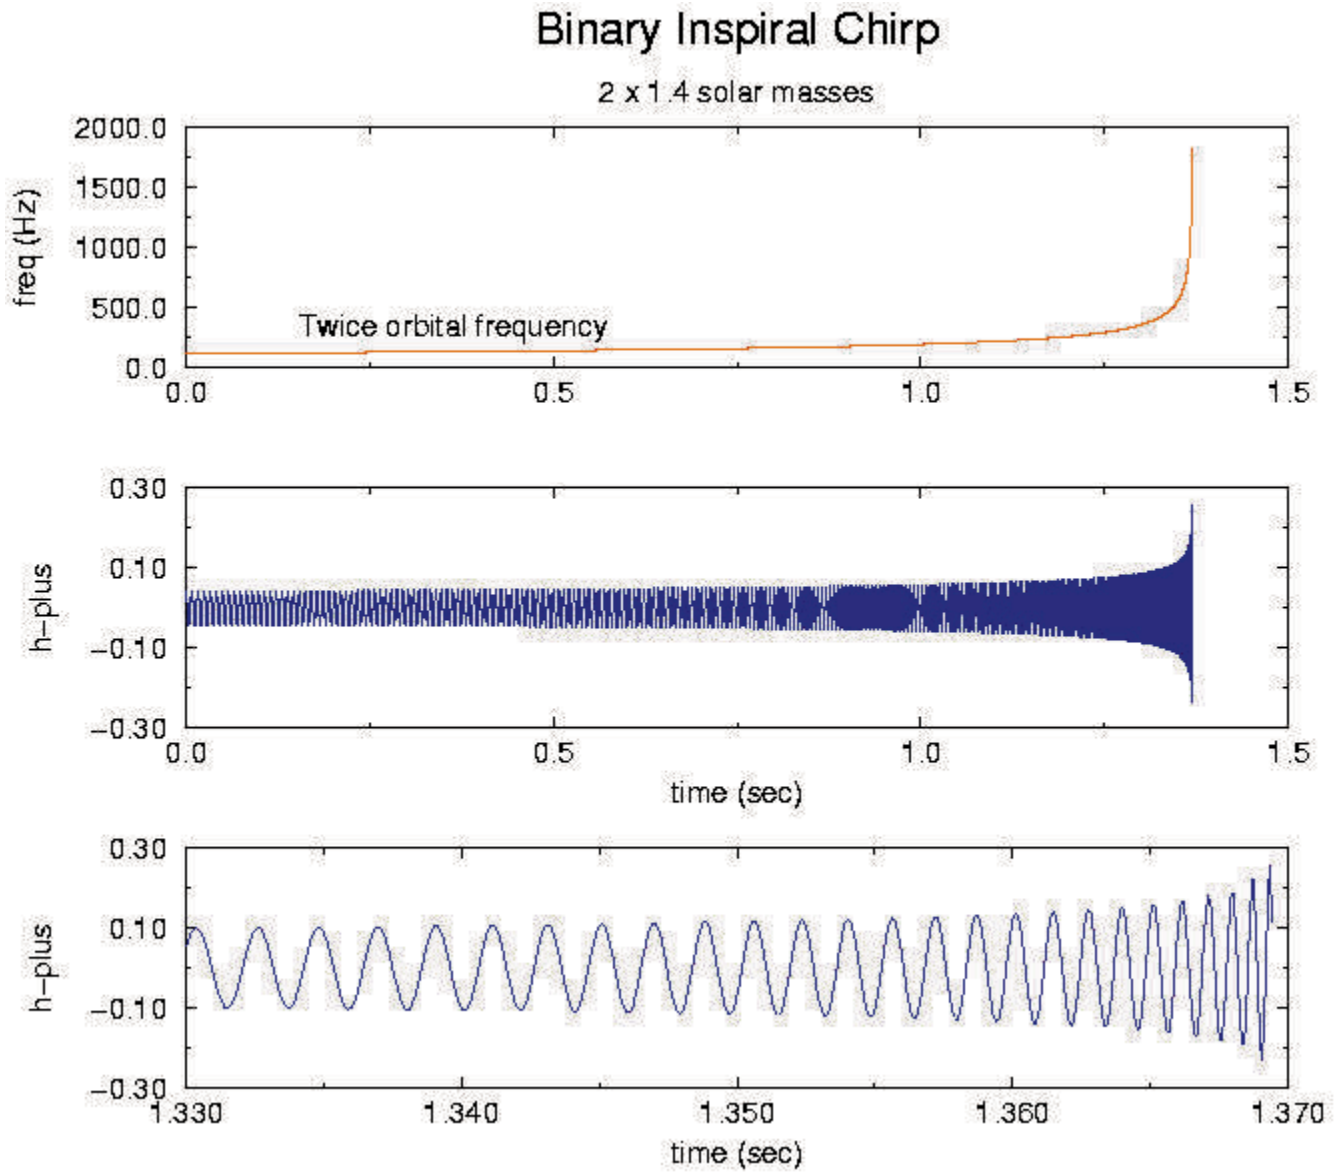 Binary Inspiral Chirp
2 x 1.4 solar masses
2000.0
1500.0
1000.0
500.0
0.0
freq (Hz)
Twice orbital frequency
0.0 0.5 1.0 1.5
0.30
0.10
−0.10
−0.30
h−plus
0.0 0.5 1.0 1.5
time (sec)
0.30
0.10
−0.10
−0.30
h−plus
1.330 1.340 1.350 1.360 1.370
time (sec)